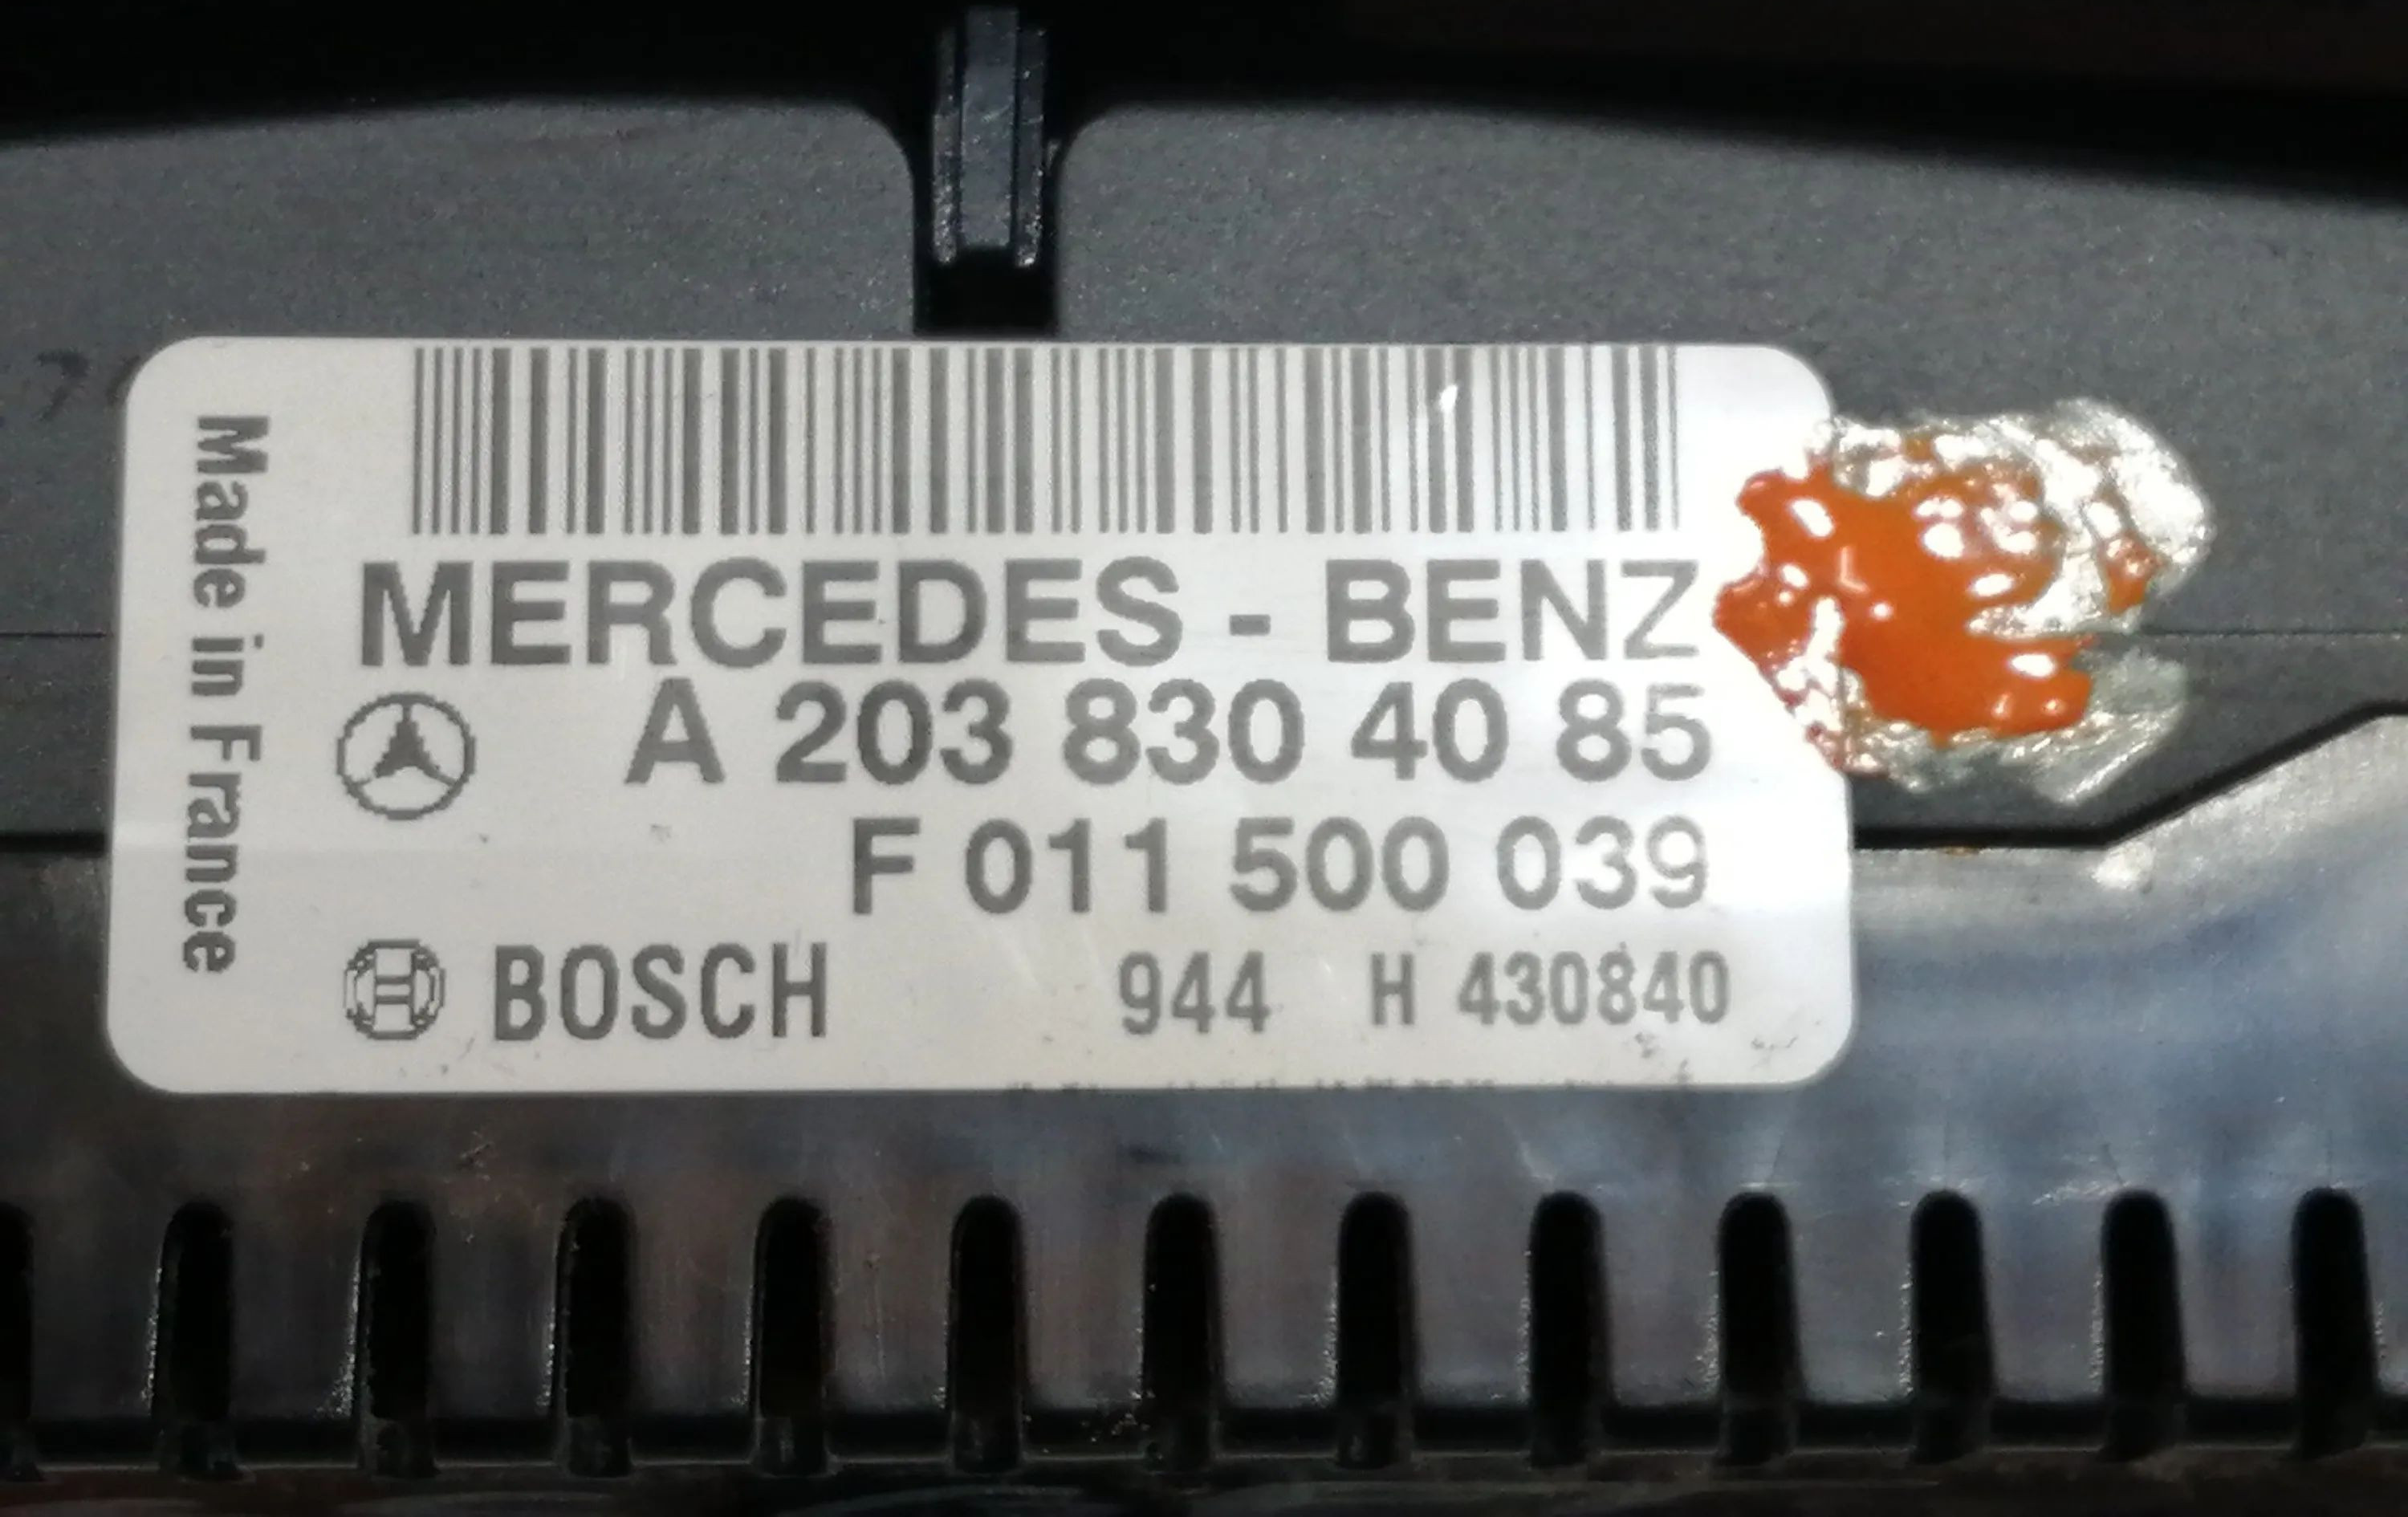 Made in France
MERCEDES - BENZ
A 203 830 40 85
F 011 500 039
BOSCH 944 H 430840